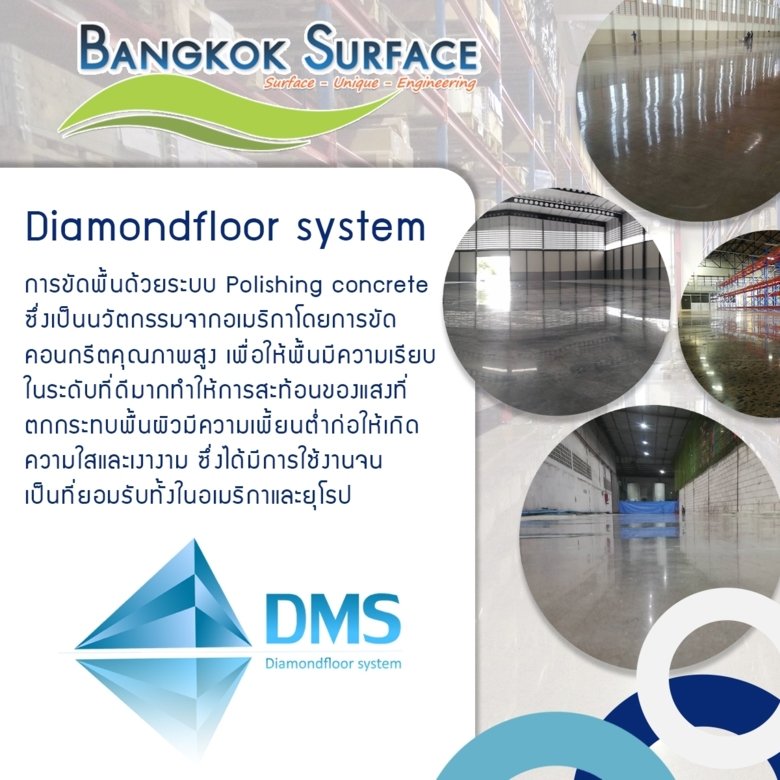 BANGKOK SURFACE
Surface - Unique - Engineering
Diamondfloor system
การขัดพื้นด้วยระบบ Polishing concrete
ซึ่งเป็นนวัตกรรมจากอเมริกาโดยการขัด
คอนกรีตคุณภาพสูง เพื่อให้พื้นมีความเรียบ
ในระดับที่ดีมากทำให้การสะท้อนของแสงที่
ตกกระทบพื้นผิวมีความเพี้ยนต่ำก่อให้เกิด
ความใสและเงางาม ซึ่งได้มีการใช้งานจน
เป็นที่ยอมรับทั้งในอเมริกาและยุโรป
DMS
Diamondfloor system